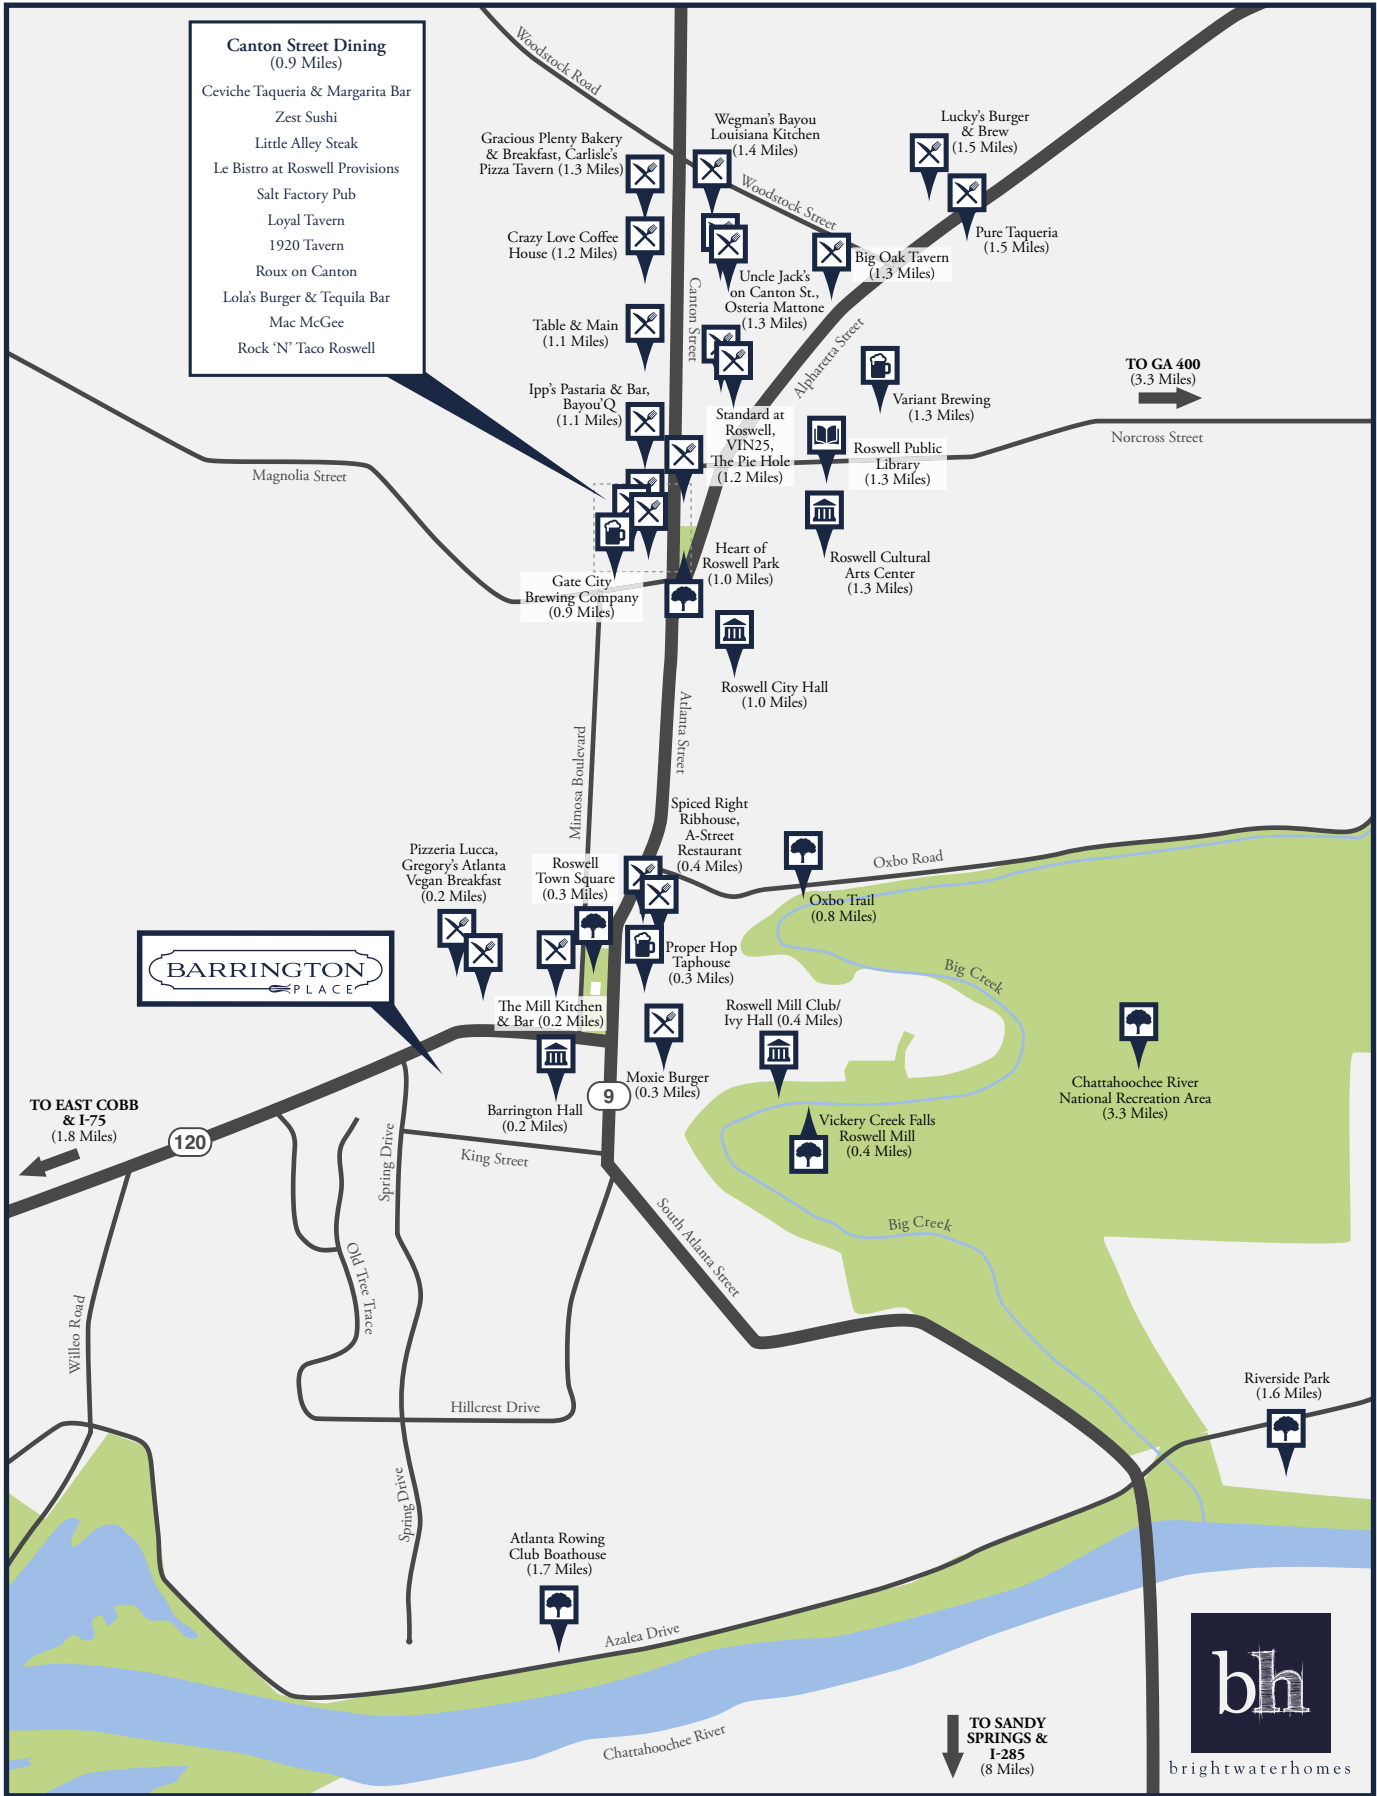 Canton Street Dining
(0.9 Miles)
Ceviche Taqueria & Margarita Bar
Zest Sushi
Little Alley Steak
Le Bistro at Roswell Provisions
Salt Factory Pub
Loyal Tavern
1920 Tavern
Roux on Canton
Lola's Burger & Tequila Bar
Mac McGee
Rock 'N' Taco Roswell
Woodstock Road
Gracious Plenty Bakery
& Breakfast, Carlisle's
Pizza Tavern (1.3 Miles)
Wegman's Bayou
Louisiana Kitchen
(1.4 Miles)
Lucky's Burger
& Brew
(1.5 Miles)
Woodstock Street
Pure Taqueria
(1.5 Miles)
Crazy Love Coffee
House (1.2 Miles)
Big Oak Tavern
(1.3 Miles)
Uncle Jack's
on Canton St.,
Osteria Mattone
(1.3 Miles)
Canton Street
Table & Main
(1.1 Miles)
Alpharetta Street
TO GA 400
(3.3 Miles)
Ipp's Pastaria & Bar,
Bayou'Q
(1.1 Miles)
Variant Brewing
(1.3 Miles)
Standard at
Roswell,
VIN25,
The Pie Hole
(1.2 Miles)
Norcross Street
Roswell Public
Library
(1.3 Miles)
Magnolia Street
Heart of
Roswell Park
(1.0 Miles)
Roswell Cultural
Arts Center
(1.3 Miles)
Gate City
Brewing Company
(0.9 Miles)
Roswell City Hall
(1.0 Miles)
Atlanta Street
Mimosa Boulevard
Spiced Right
Ribhouse,
A-Street
Restaurant
(0.4 Miles)
Pizzeria Lucca,
Gregory's Atlanta
Vegan Breakfast
(0.2 Miles)
Roswell
Town Square
(0.3 Miles)
Oxbo Road
Oxbo Trail
(0.8 Miles)
Proper Hop
Taphouse
(0.3 Miles)
BARRINGTON
PLACE
Big Creek
The Mill Kitchen
& Bar (0.2 Miles)
Roswell Mill Club/
Ivy Hall (0.4 Miles)
Moxie Burger
(0.3 Miles)
Chattahoochee River
National Recreation Area
(3.3 Miles)
9
TO EAST COBB
& I-75
(1.8 Miles)
120
Barrington Hall
(0.2 Miles)
Vickery Creek Falls
Roswell Mill
(0.4 Miles)
Spring Drive
King Street
Big Creek
South Atlanta Street
Old Tree Trace
Willeo Road
Hillcrest Drive
Riverside Park
(1.6 Miles)
Spring Drive
Atlanta Rowing
Club Boathouse
(1.7 Miles)
Azalea Drive
Chattahoochee River
TO SANDY
SPRINGS &
I-285
(8 Miles)
bh
brightwaterhomes